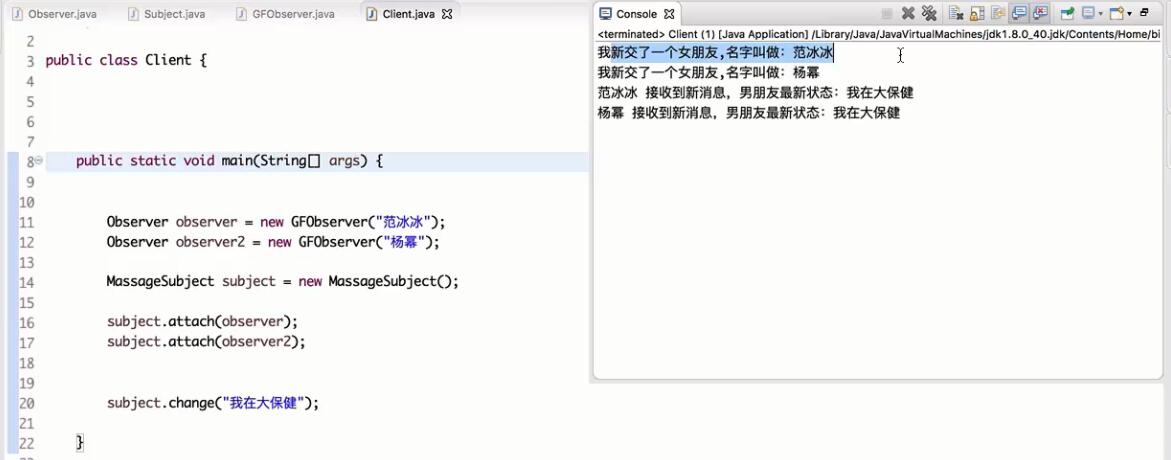 Observer.java Subject.java GFObserver.java Client.java
2
3 public class Client {
4
5
6
7
8 public static void main(String[] args) {
9
10
11 Observer observer = new GFObserver("范冰冰");
12 Observer observer2 = new GFObserver("杨幂");
13
14 MassageSubject subject = new MassageSubject();
15
16 subject.attach(observer);
17 subject.attach(observer2);
18
19
20 subject.change("我在大保健");
21
22 }
Console
<terminated> Client (1) [Java Application] /Library/Java/JavaVirtualMachines/jdk1.8.0_40.jdk/Contents/Home/bi
我新交了一个女朋友,名字叫做：范冰冰
我新交了一个女朋友,名字叫做：杨幂
范冰冰 接收到新消息，男朋友最新状态：我在大保健
杨幂 接收到新消息，男朋友最新状态：我在大保健